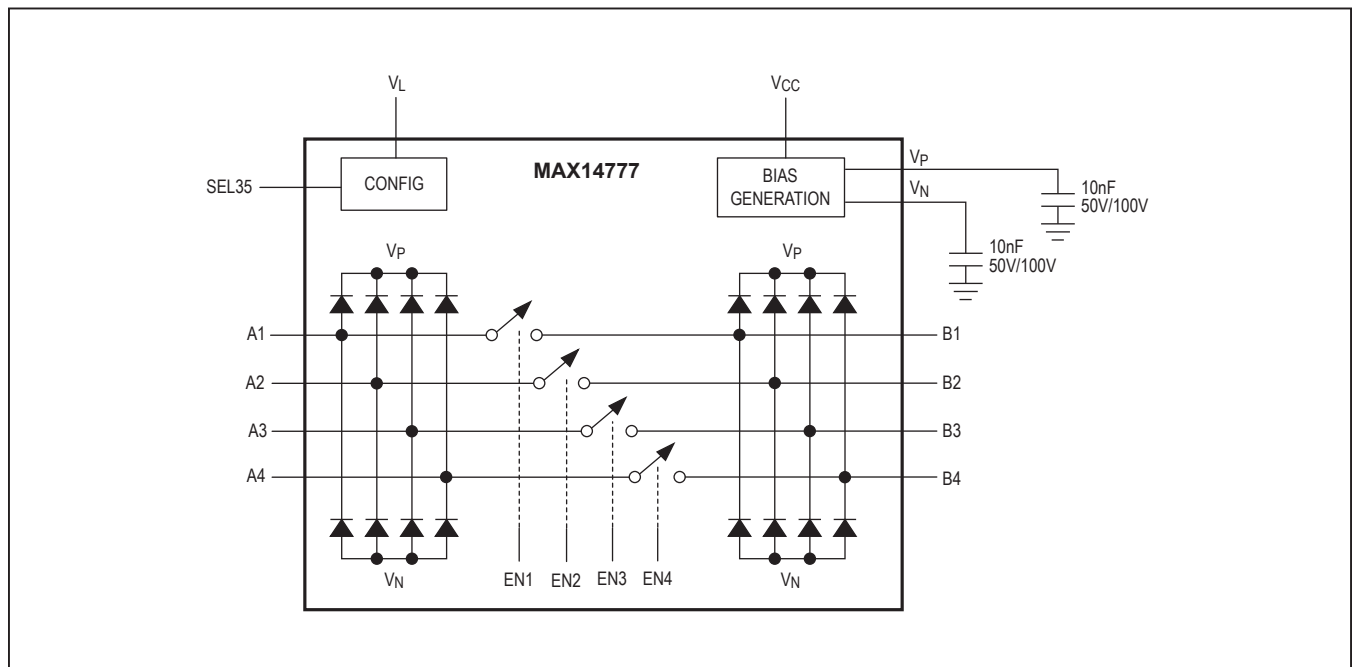 VL
VCC
MAX14777
CONFIG
SEL35
BIAS
GENERATION
VP
VN
10nF
50V/100V
10nF
50V/100V
VP
VP
A1
B1
A2
B2
A3
B3
A4
B4
VN
EN1
EN2
EN3
EN4
VN